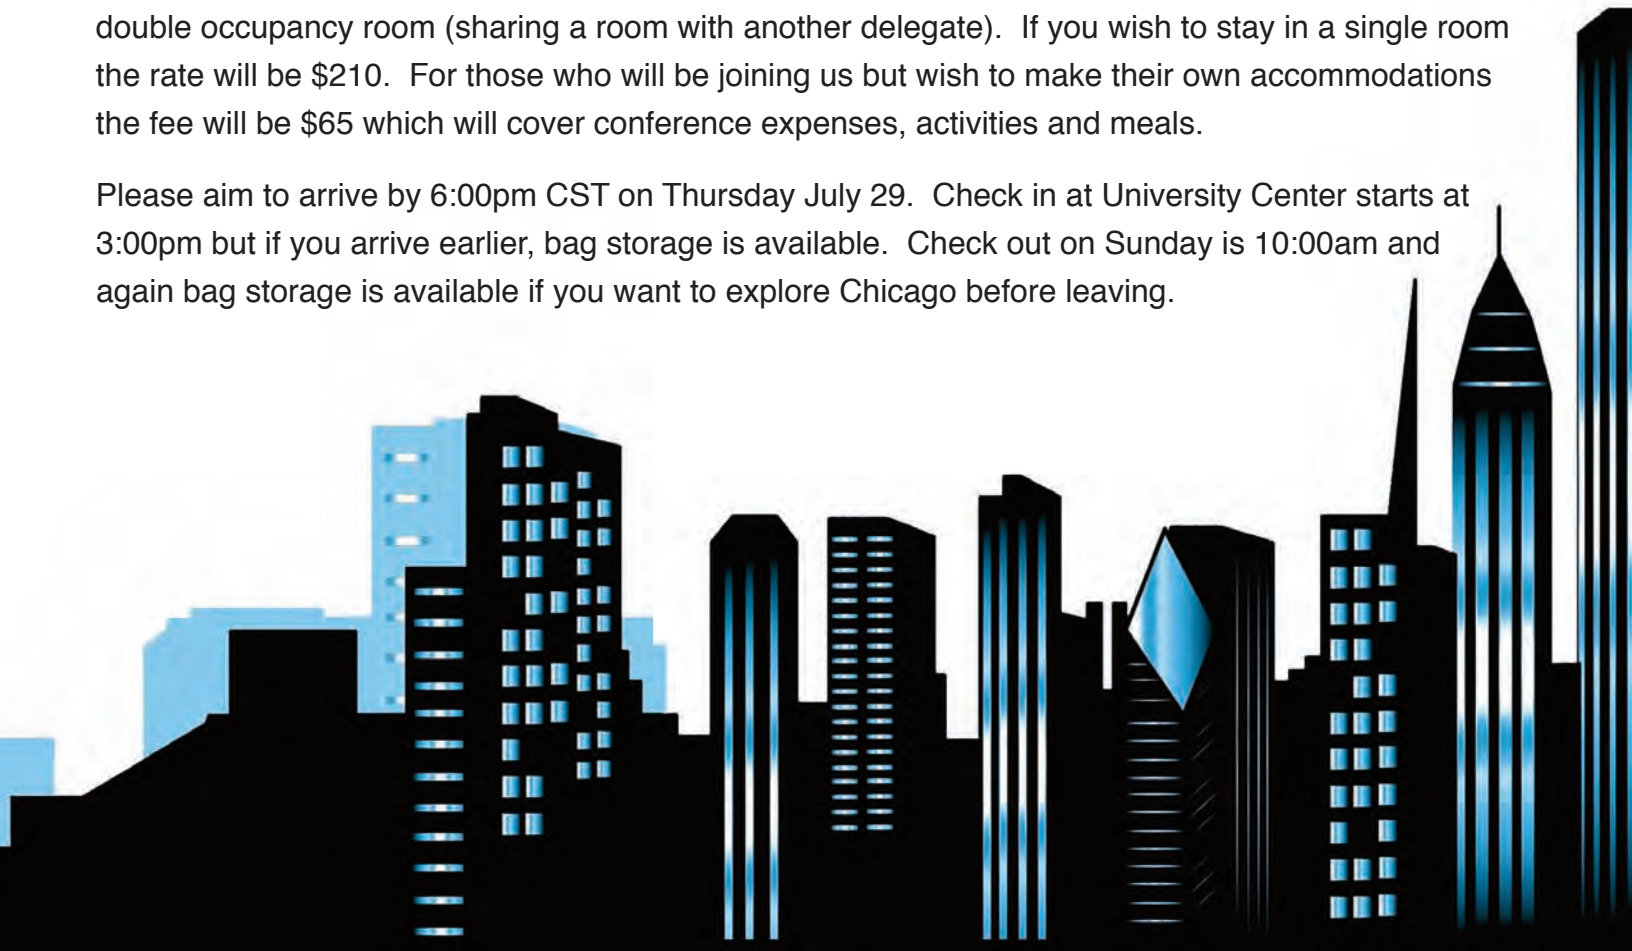 double occupancy room (sharing a room with another delegate).  If you wish to stay in a single room
the rate will be $210.  For those who will be joining us but wish to make their own accommodations
the fee will be $65 which will cover conference expenses, activities and meals.
Please aim to arrive by 6:00pm CST on Thursday July 29.  Check in at University Center starts at
3:00pm but if you arrive earlier, bag storage is available.  Check out on Sunday is 10:00am and
again bag storage is available if you want to explore Chicago before leaving.